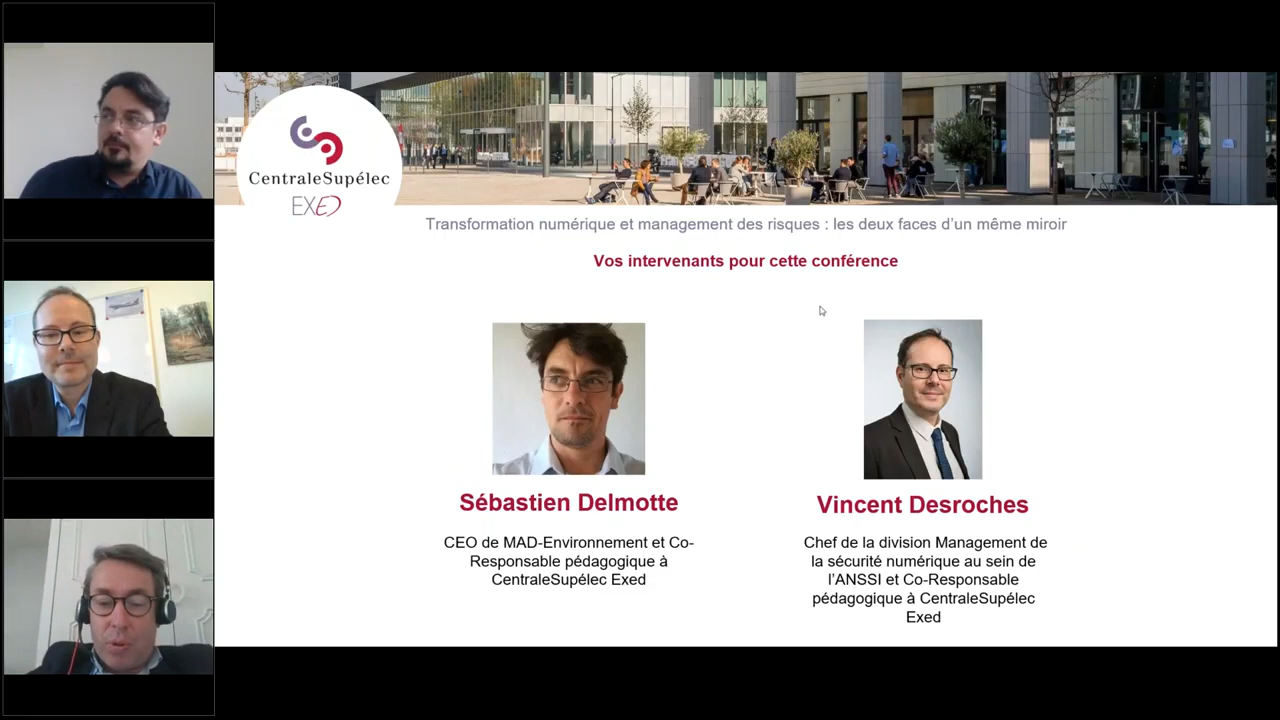 CentraleSupélec
EXED
Transformation numérique et management des risques : les deux faces d’un même miroir
Vos intervenants pour cette conférence
Sébastien Delmotte
CEO de MAD-Environnement et Co-
Responsable pédagogique à
CentraleSupélec Exed
Vincent Desroches
Chef de la division Management de
la sécurité numérique au sein de
l’ANSSI et Co-Responsable
pédagogique à CentraleSupélec
Exed